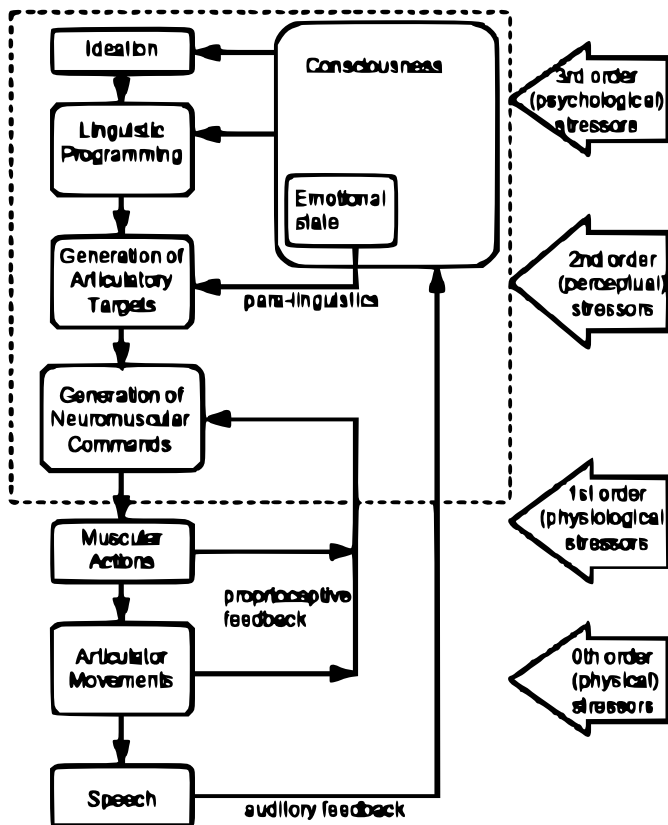 Ideation
Consciousness
3rd order
(psychological)
stressors
Linguistic
Programming
Emotional
state
Generation of
Articulatory
Targets
para-linguistics
2nd order
(perceptual)
stressors
Generation of
Neuromuscular
Commands
1st order
(physiological
stressors
Muscular
Actions
proprioceptive
feedback
Articulator
Movements
0th order
(physical)
stressors
Speech
auditory feedback